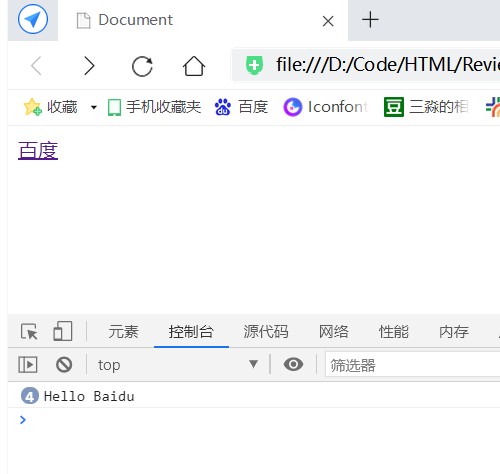 Document
file:///D:/Code/HTML/Revie
收藏 手机收藏夹 百度 Iconfont 三淼的相
百度
元素 控制台 源代码 网络 性能 内存
top 筛选器
4 Hello Baidu